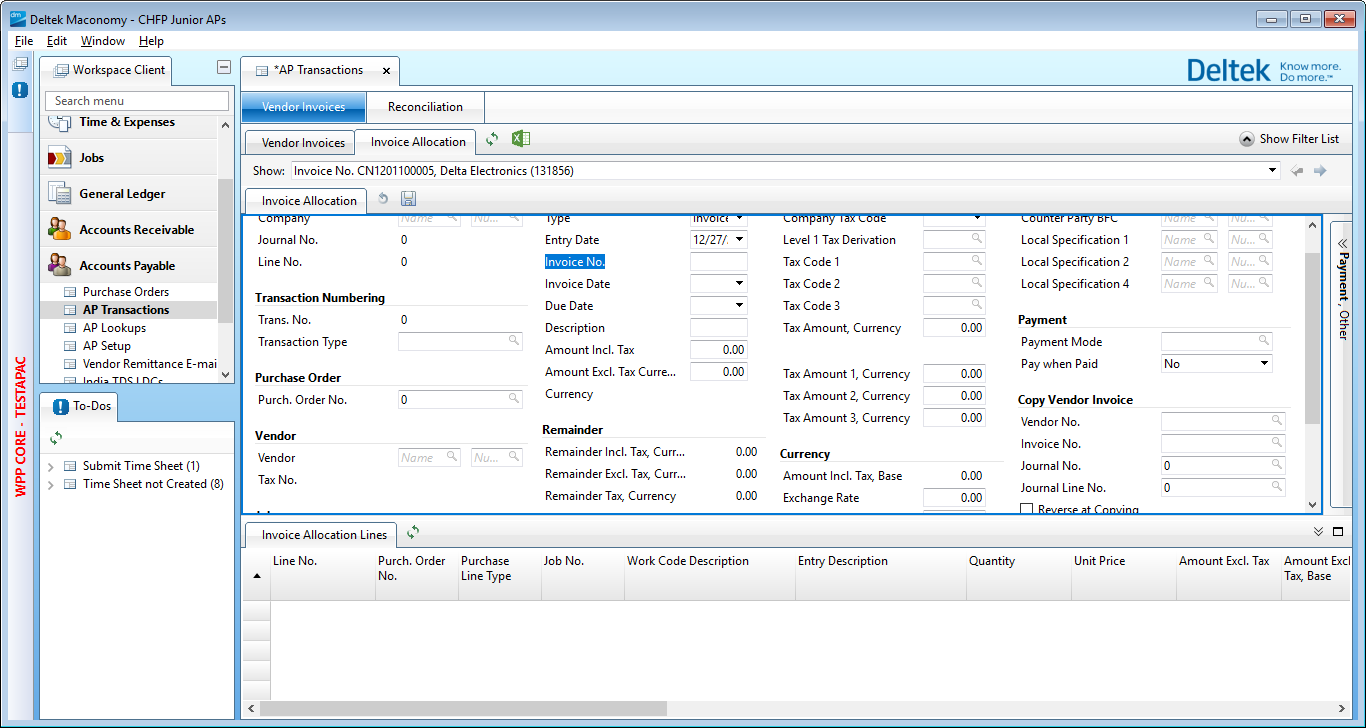 dm Deltek Maconomy - CHFP Junior APs
File Edit Window Help
Workspace Client
*AP Transactions
Deltek Know more. Do more.™
Search menu
Vendor Invoices Reconciliation
Time & Expenses
Jobs
General Ledger
Accounts Receivable
Accounts Payable
Purchase Orders
AP Transactions
AP Lookups
AP Setup
Vendor Remittance E-mai
India TDS LDCs
WPP CORE - TESTAPAC
To-Dos
Submit Time Sheet (1)
Time Sheet not Created (8)
Vendor Invoices Invoice Allocation
Show Filter List
Show: Invoice No. CN1201100005, Delta Electronics (131856)
Invoice Allocation
Company Name Nu...
Journal No. 0
Line No. 0
Transaction Numbering
Trans. No. 0
Transaction Type
Purchase Order
Purch. Order No. 0
Vendor
Vendor Name Nu...
Tax No.
Type Invoice
Entry Date 12/27/.
Invoice No.
Invoice Date
Due Date
Description
Amount Incl. Tax 0.00
Amount Excl. Tax Curre... 0.00
Currency
Remainder
Remainder Incl. Tax, Curr... 0.00
Remainder Excl. Tax, Curr... 0.00
Remainder Tax, Currency 0.00
Company Tax Code
Level 1 Tax Derivation
Tax Code 1
Tax Code 2
Tax Code 3
Tax Amount, Currency 0.00
Tax Amount 1, Currency 0.00
Tax Amount 2, Currency 0.00
Tax Amount 3, Currency 0.00
Currency
Amount Incl. Tax, Base 0.00
Exchange Rate 0.00
Counter Party BFC Name Nu...
Local Specification 1 Name Nu...
Local Specification 2 Name Nu...
Local Specification 4 Name Nu...
Payment
Payment Mode
Pay when Paid No
Copy Vendor Invoice
Vendor No.
Invoice No.
Journal No. 0
Journal Line No. 0
Reverse at Copying
Payment, Other
Invoice Allocation Lines
Line No.
Purch. Order No.
Purchase Line Type
Job No.
Work Code Description
Entry Description
Quantity
Unit Price
Amount Excl. Tax
Amount Excl Tax, Base